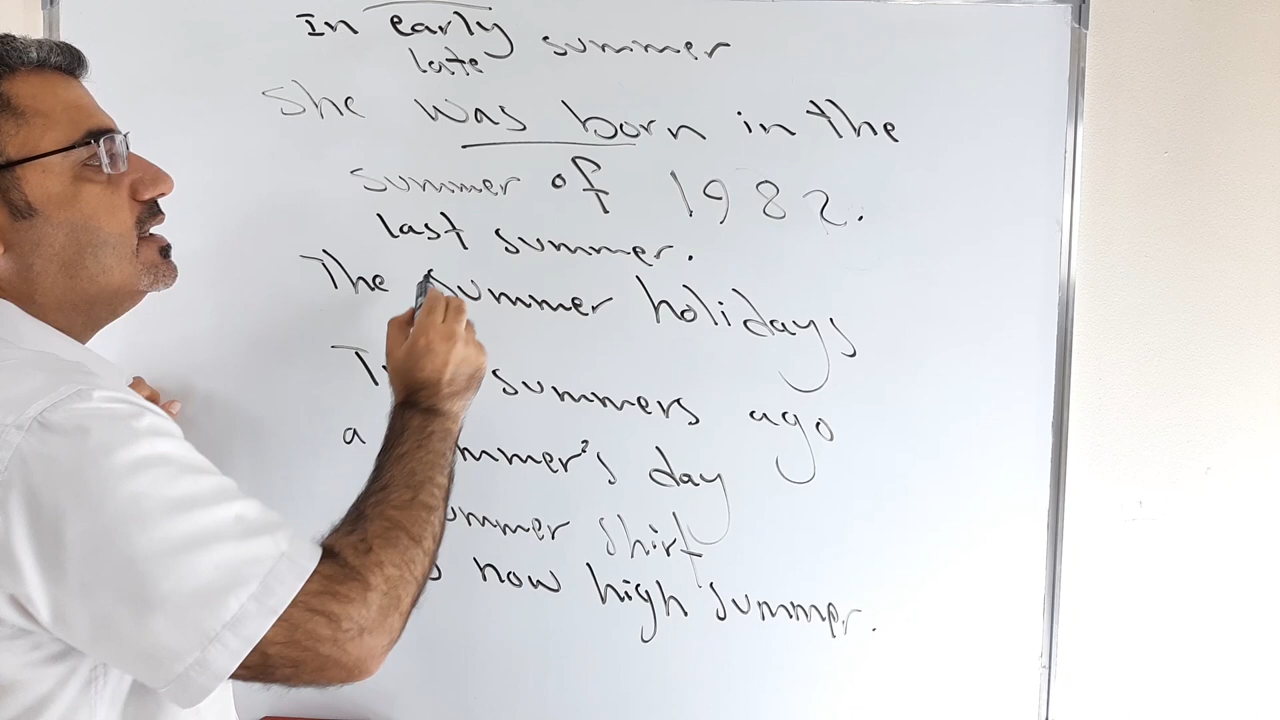 In early summer
late
She was born in the
summer of 1982.
last summer.
The summer holidays
summers ago
a summer's day
summer shirt
now high summer.